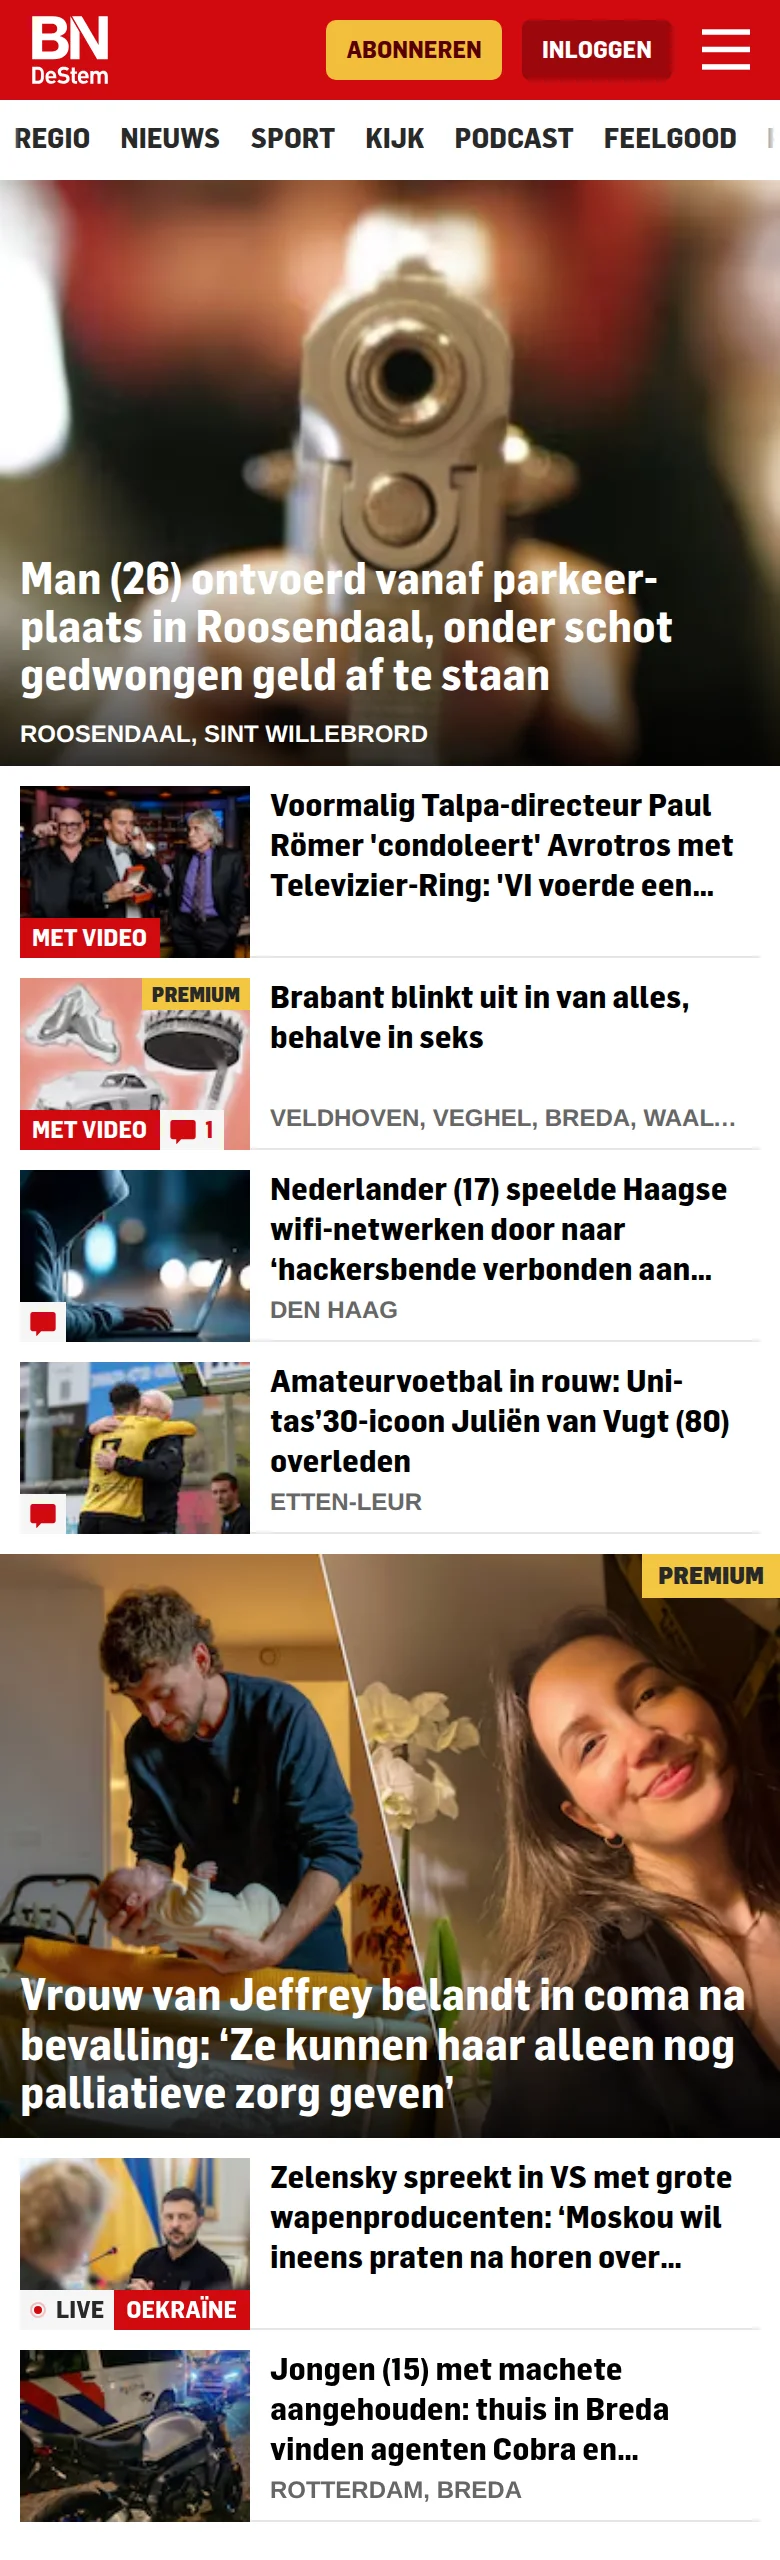 BN
DeStem
ABONNEREN
INLOGGEN
REGIO NIEUWS SPORT KIJK PODCAST FEELGOOD
Man (26) ontvoerd vanaf parkeer-
plaats in Roosendaal, onder schot
gedwongen geld af te staan
ROOSENDAAL, SINT WILLEBRORD
Voormalig Talpa-directeur Paul
Römer 'condoleert' Avrotros met
Televizier-Ring: 'VI voerde een...
MET VIDEO
PREMIUM
Brabant blinkt uit in van alles,
behalve in seks
MET VIDEO
1
VELDHOVEN, VEGHEL, BREDA, WAAL...
Nederlander (17) speelde Haagse
wifi-netwerken door naar
‘hackersbende verbonden aan...
DEN HAAG
Amateurvoetbal in rouw: Uni-
tas’30-icoon Juliën van Vugt (80)
overleden
ETTEN-LEUR
PREMIUM
Vrouw van Jeffrey belandt in coma na
bevalling: ‘Ze kunnen haar alleen nog
palliatieve zorg geven’
Zelensky spreekt in VS met grote
wapenproducenten: ‘Moskou wil
ineens praten na horen over...
LIVE
OEKRAÏNE
Jongen (15) met machete
aangehouden: thuis in Breda
vinden agenten Cobra en...
ROTTERDAM, BREDA